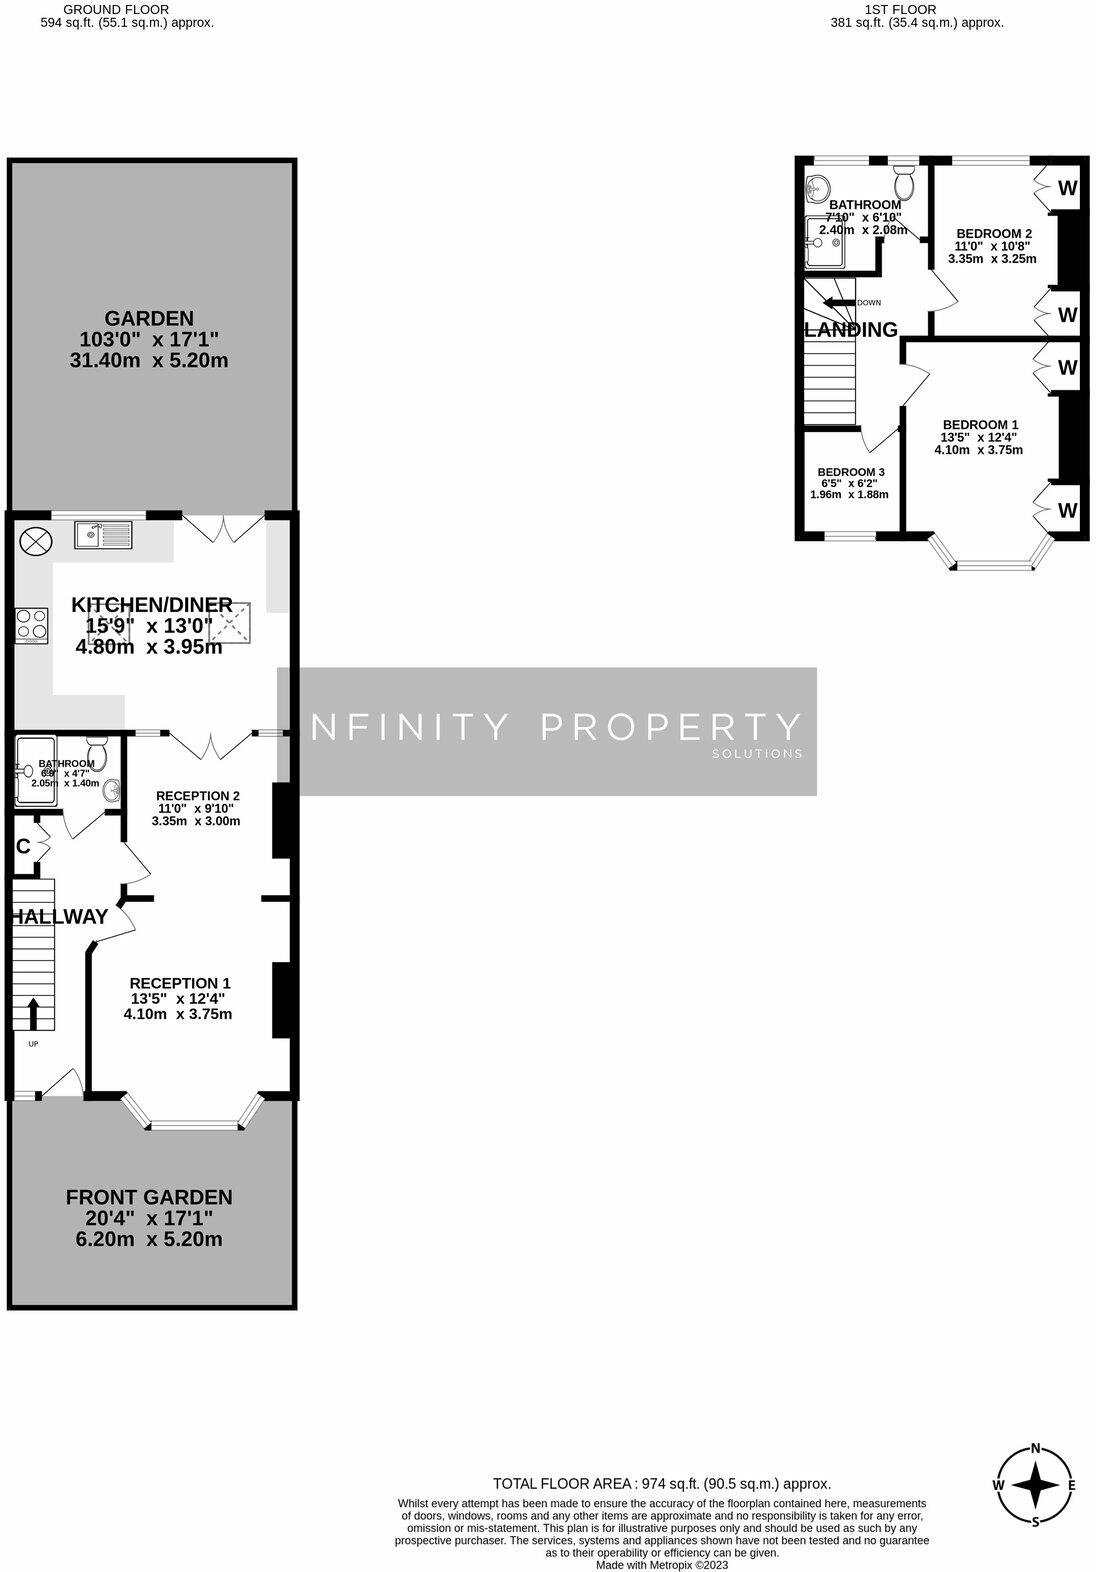 GROUND FLOOR
594 sq.ft. (55.1 sq.m.) approx.
1ST FLOOR
381 sq.ft. (35.4 sq.m.) approx.
GARDEN
103'0" x 17'1"
31.40m x 5.20m
KITCHEN/DINER
15'9" x 13'0"
4.80m x 3.95m
BATHROOM
6'9" x 4'7"
2.05m x 1.40m
RECEPTION 2
11'0" x 9'10"
3.35m x 3.00m
C
HALLWAY
RECEPTION 1
13'5" x 12'4"
4.10m x 3.75m
UP
FRONT GARDEN
20'4" x 17'1"
6.20m x 5.20m
BATHROOM
7'10" x 6'10"
2.40m x 2.08m
W
BEDROOM 2
11'0" x 10'8"
3.35m x 3.25m
DOWN
W
LANDING
W
BEDROOM 1
13'5" x 12'4"
4.10m x 3.75m
BEDROOM 3
6'5" x 6'2"
1.96m x 1.88m
W
NFINITY PROPERTY
SOLUTIONS
N
W E
S
TOTAL FLOOR AREA : 974 sq.ft. (90.5 sq.m.) approx.
Whilst every attempt has been made to ensure the accuracy of the floorplan contained here, measurements
of doors, windows, rooms and any other items are approximate and no responsibility is taken for any error,
omission or mis-statement. This plan is for illustrative purposes only and should be used as such by any
prospective purchaser. The services, systems and appliances shown have not been tested and no guarantee
as to their operability or efficiency can be given.
Made with Metropix ©2023